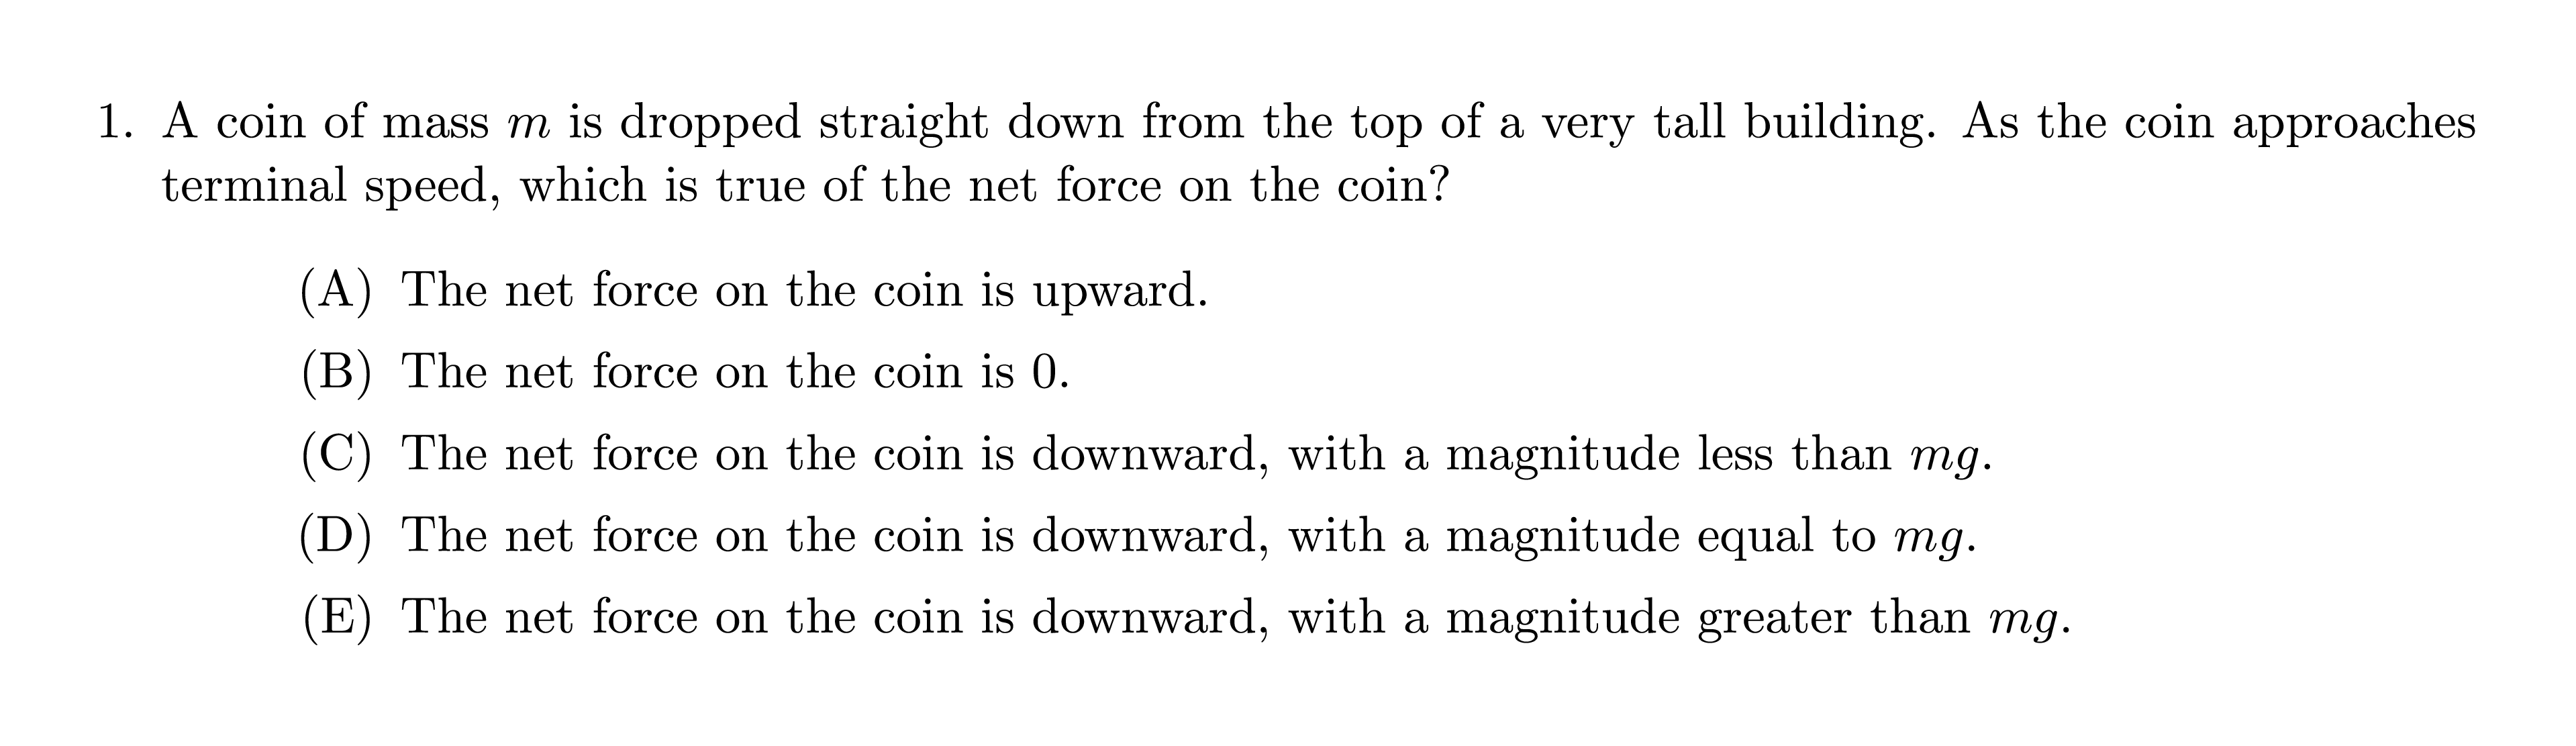 1. A coin of mass m is dropped straight down from the top of a very tall building. As the coin approaches
terminal speed, which is true of the net force on the coin?
(A) The net force on the coin is upward.
(B) The net force on the coin is 0.
(C) The net force on the coin is downward, with a magnitude less than mg.
(D) The net force on the coin is downward, with a magnitude equal to mg.
(E) The net force on the coin is downward, with a magnitude greater than mg.